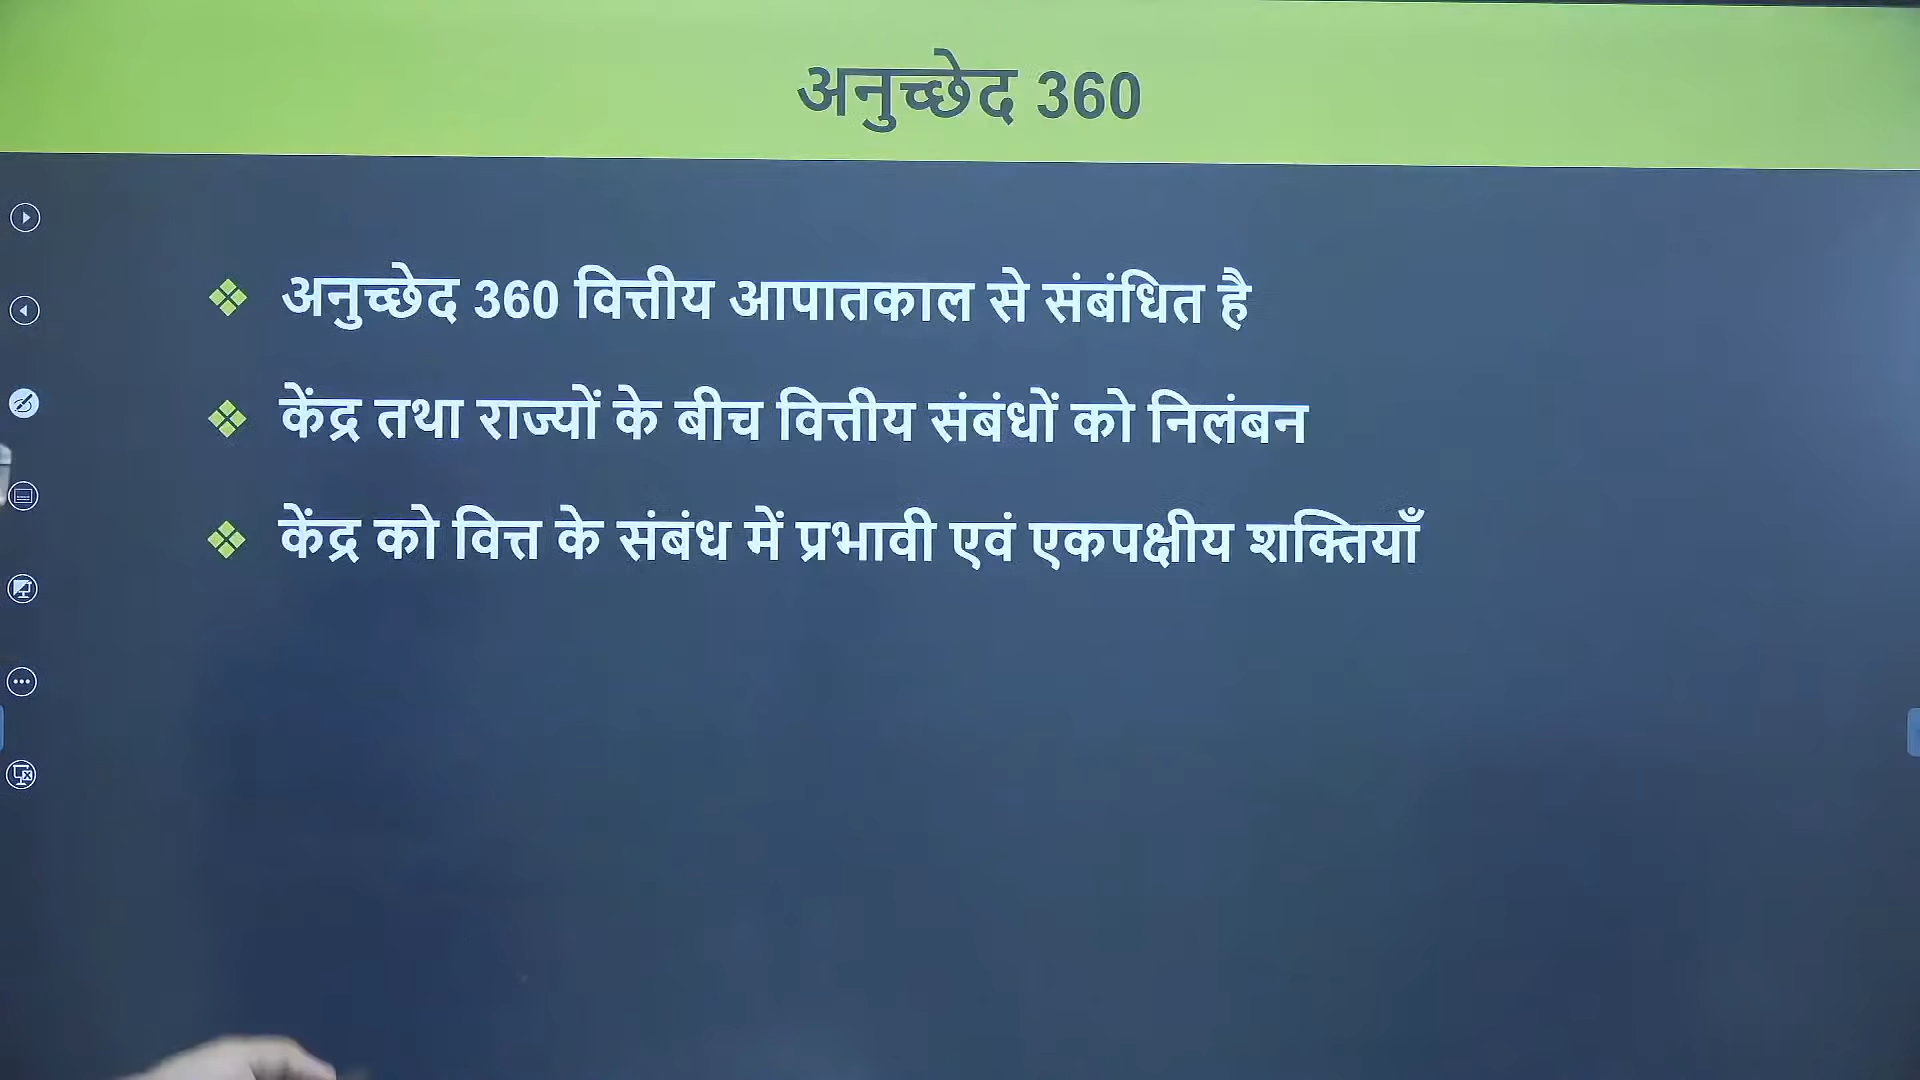 अनुच्छेद 360
अनुच्छेद 360 वित्तीय आपातकाल से संबंधित है
केंद्र तथा राज्यों के बीच वित्तीय संबंधों को निलंबन
केंद्र को वित्त के संबंध में प्रभावी एवं एकपक्षीय शक्तियाँ